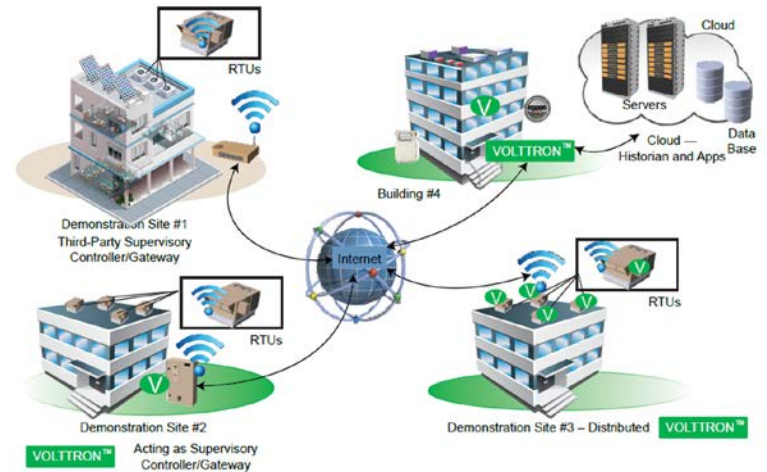 RTUs
Demonstration Site #1
Third-Party Supervisory
Controller/Gateway
V
VOLTTRON™
Building #4
Cloud
Servers
Data
Base
Cloud —
Historian and Apps
Internet
RTUs
V
Demonstration Site #2
VOLTTRON™
Acting as Supervisory
Controller/Gateway
V
V
V
V
V
RTUs
Demonstration Site #3 – Distributed
VOLTTRON™